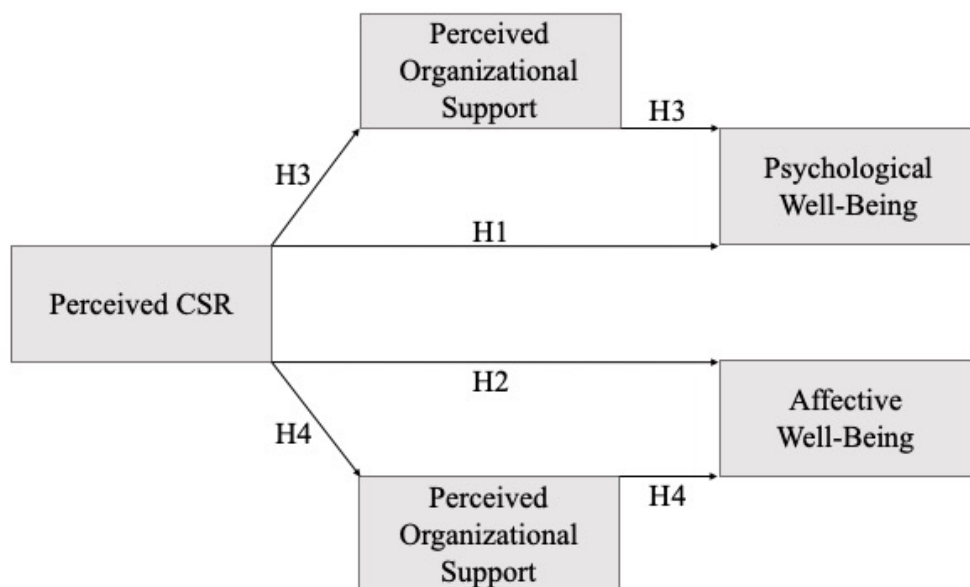 Perceived
Organizational
Support
H3
H3
Psychological
Well-Being
H1
Perceived CSR
H2
Affective
Well-Being
H4
H4
Perceived
Organizational
Support